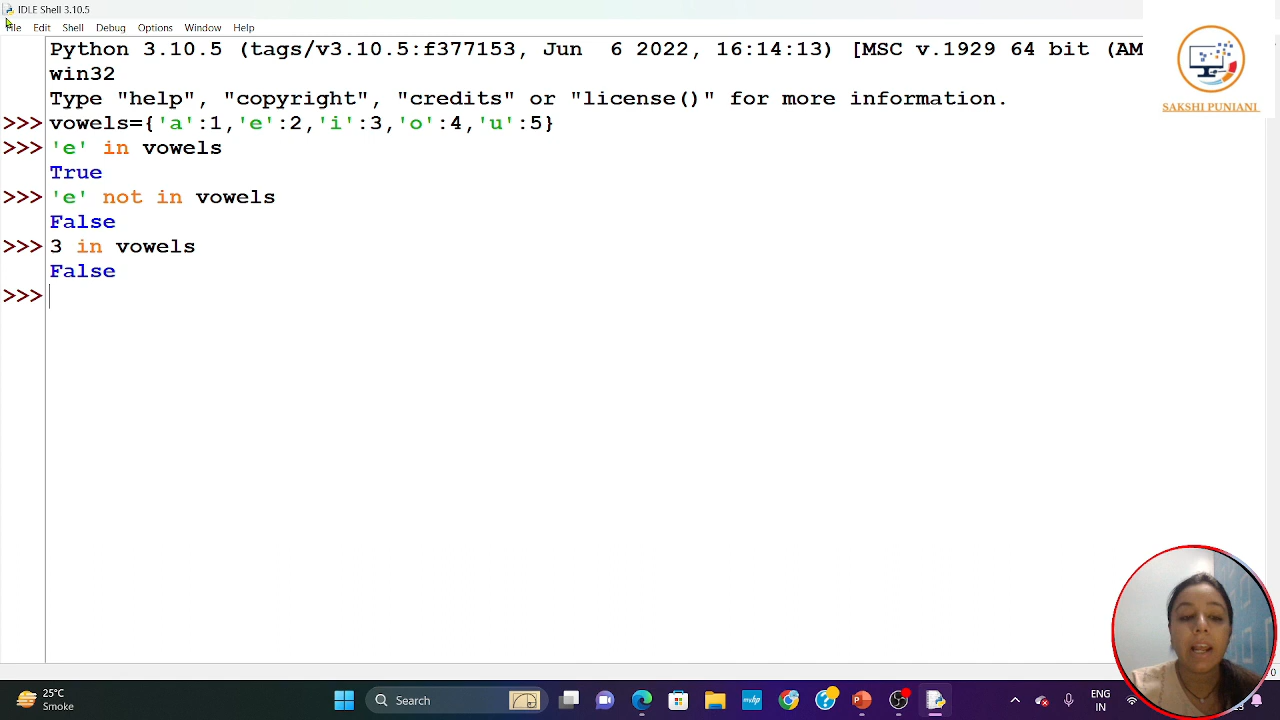 IDLE Shell 3.10.5
File Edit Shell Debug Options Window Help
Python 3.10.5 (tags/v3.10.5:f377153, Jun  6 2022, 16:14:13) [MSC v.1929 64 bit (AM
win32
Type "help", "copyright", "credits" or "license()" for more information.
>>> vowels={'a':1,'e':2,'i':3,'o':4,'u':5}
>>> 'e' in vowels
True
>>> 'e' not in vowels
False
>>> 3 in vowels
False
>>>
SAKSHI PUNIANI
25°C
Smoke
Search
ENG
IN